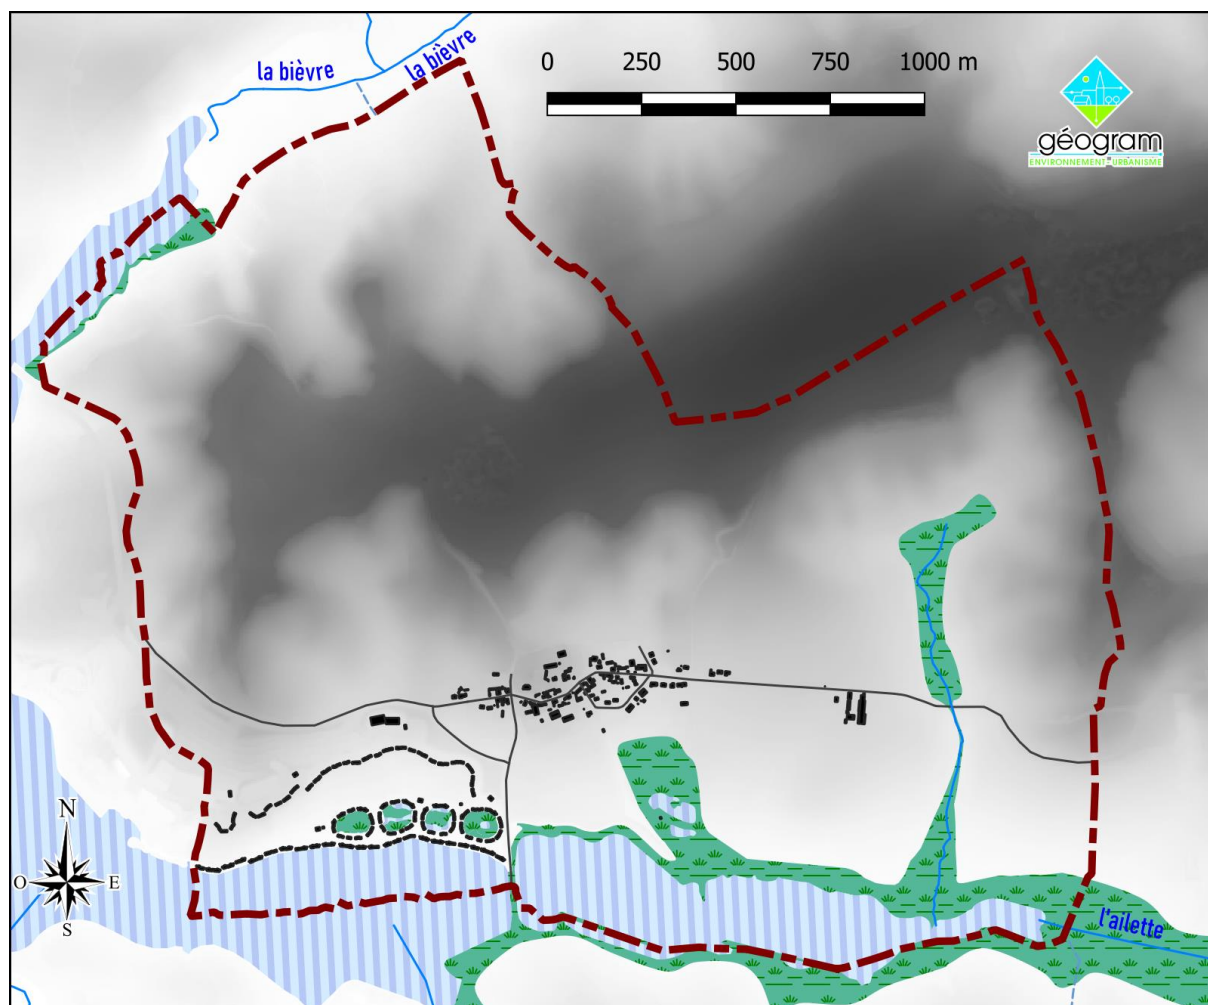 la bièvre
la bièvre
0 250 500 750 1000 m
géogram
ENVIRONNEMENT-URBANISME
N
O E
S
l'ailette